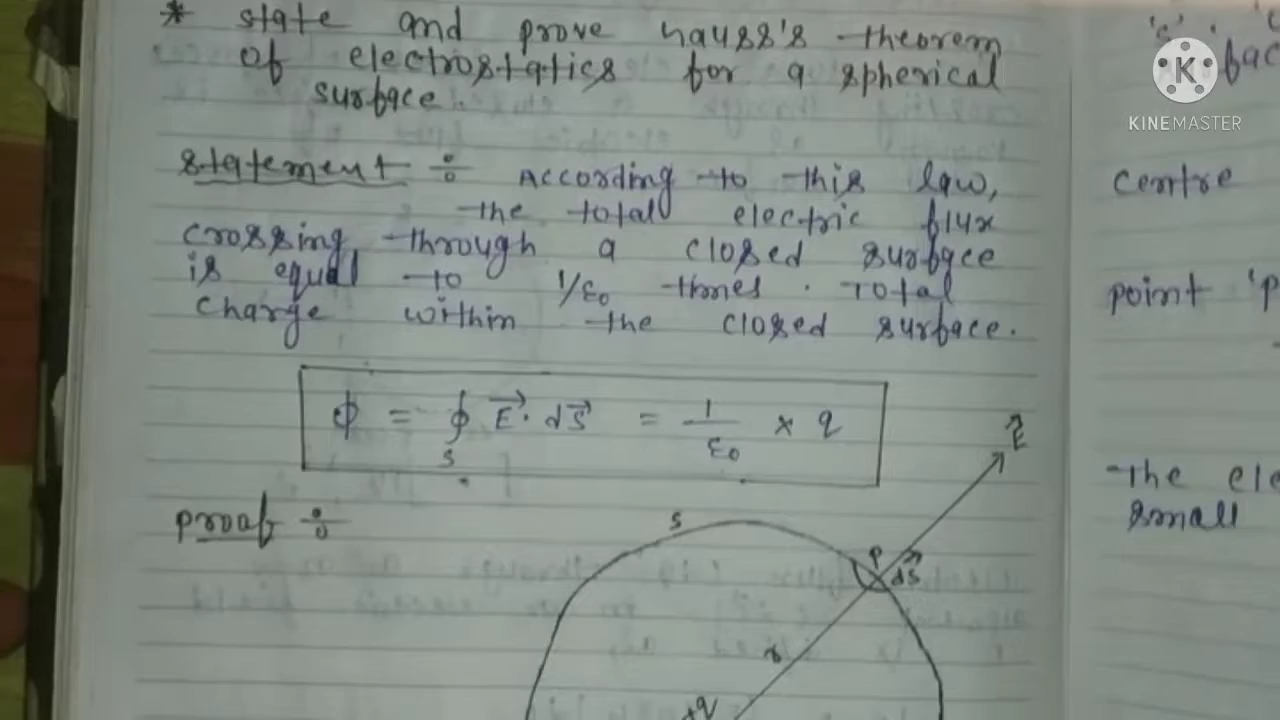 * state and prove Gauss's theorem
of electrostatics for a spherical
surface.
statement ÷ According to this law,
the total electric flux
crossing through a closed surface
is equal to 1/ε₀ times. Total
charge within the closed surface.
ϕ = ∮ E⃗. dS⃗ = 1/ε₀ × q
s
proof ÷
s
E⃗
P
dS⃗
r
+q
centre
point 'P
The ele
small
K
KINEMASTER